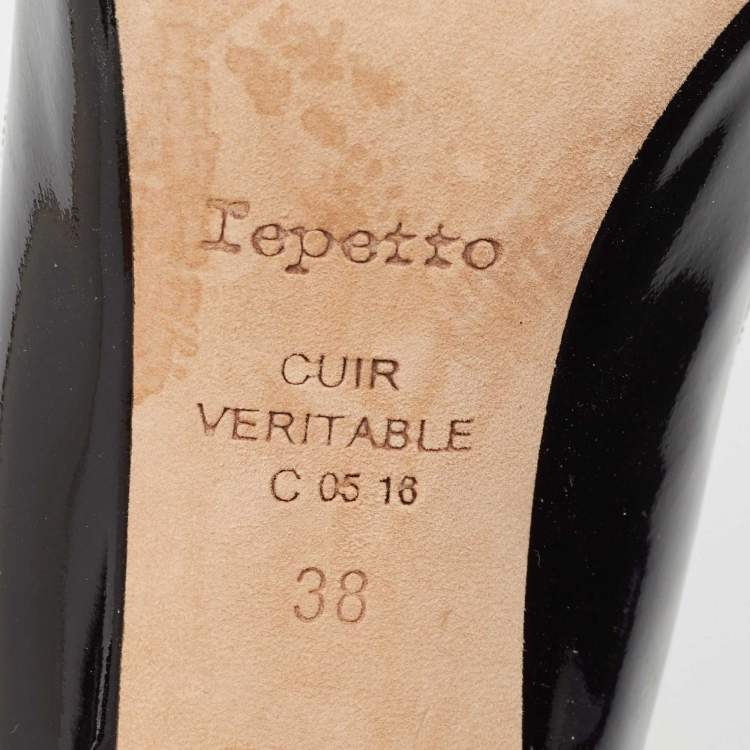 repetto
CUIR
VERITABLE
C 05 16
38